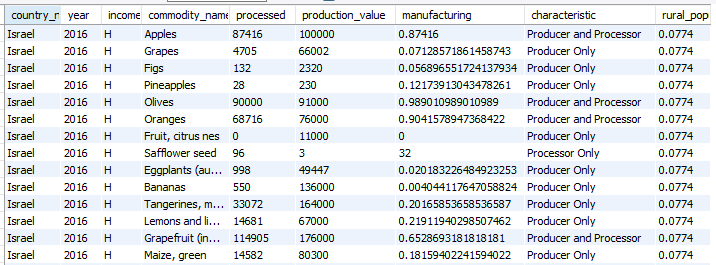 country_n year income commodity_name processed production_value manufacturing characteristic rural_pop
Israel 2016 H Apples 87416 100000 0.87416 Producer and Processor 0.0774
Israel 2016 H Grapes 4705 66002 0.07128571861458743 Producer Only 0.0774
Israel 2016 H Figs 132 2320 0.056896551724137934 Producer Only 0.0774
Israel 2016 H Pineapples 28 230 0.12173913043478261 Producer Only 0.0774
Israel 2016 H Olives 90000 91000 0.989010989010989 Producer and Processor 0.0774
Israel 2016 H Oranges 68716 76000 0.9041578947368422 Producer and Processor 0.0774
Israel 2016 H Fruit, citrus nes 0 11000 0 Producer Only 0.0774
Israel 2016 H Safflower seed 96 3 32 Processor Only 0.0774
Israel 2016 H Eggplants (au... 998 49447 0.020183226484923253 Producer Only 0.0774
Israel 2016 H Bananas 550 136000 0.004044117647058824 Producer Only 0.0774
Israel 2016 H Tangerines, m... 33072 164000 0.20165853658536587 Producer Only 0.0774
Israel 2016 H Lemons and li... 14681 67000 0.21911940298507462 Producer Only 0.0774
Israel 2016 H Grapefruit (in... 114905 176000 0.6528693181818181 Producer and Processor 0.0774
Israel 2016 H Maize, green 14582 80300 0.18159402241594022 Producer Only 0.0774